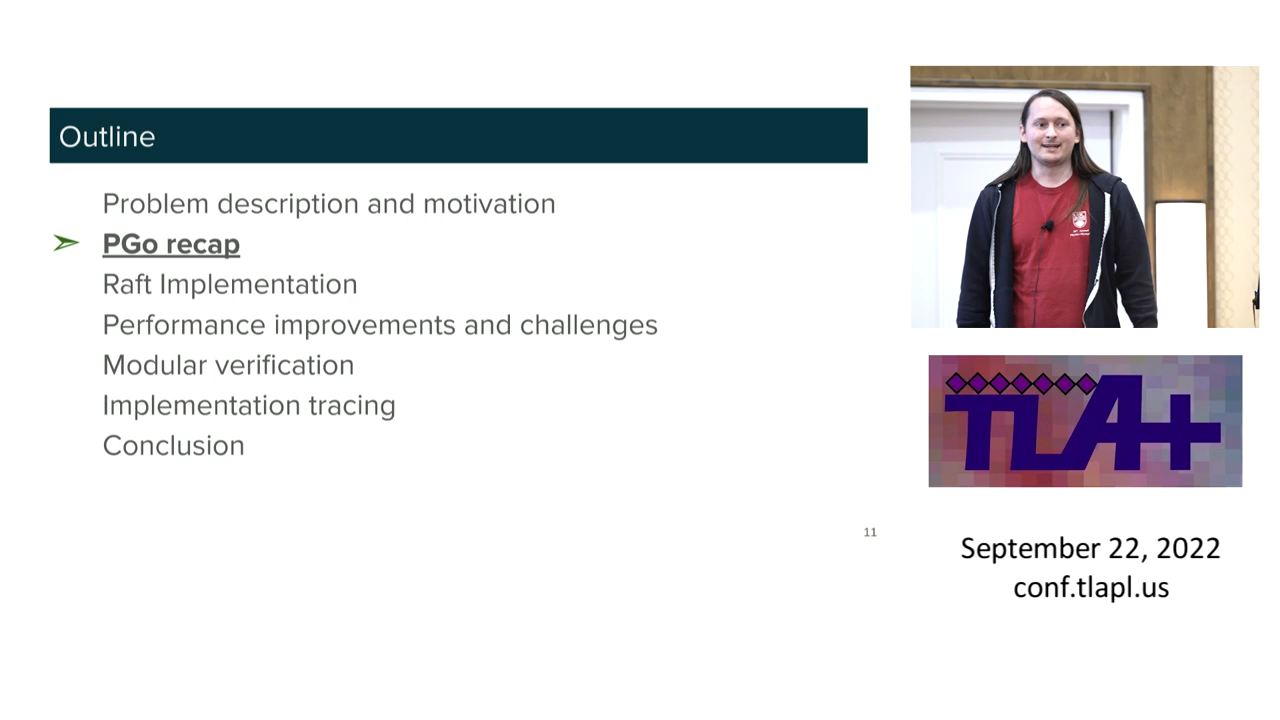 Outline
Problem description and motivation
PGo recap
Raft Implementation
Performance improvements and challenges
Modular verification
Implementation tracing
Conclusion
11
TLA+
September 22, 2022
conf.tlapl.us